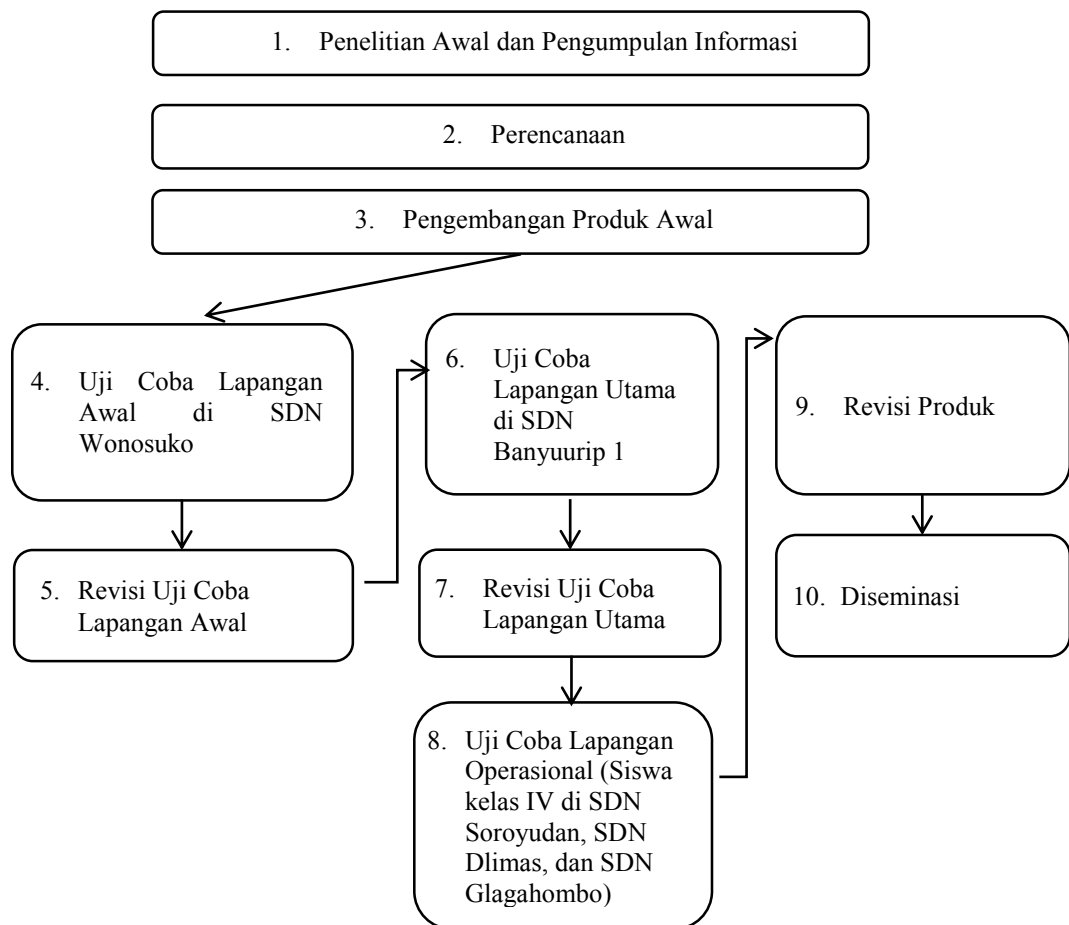 1. Penelitian Awal dan Pengumpulan Informasi
2. Perencanaan
3. Pengembangan Produk Awal
4. Uji Coba Lapangan
Awal di SDN
Wonosuko
5. Revisi Uji Coba
Lapangan Awal
6. Uji Coba
Lapangan Utama
di SDN
Banyuurip 1
7. Revisi Uji Coba
Lapangan Utama
8. Uji Coba Lapangan
Operasional (Siswa
kelas IV di SDN
Soroyudan, SDN
Dlimas, dan SDN
Glagahombo)
9. Revisi Produk
10. Diseminasi